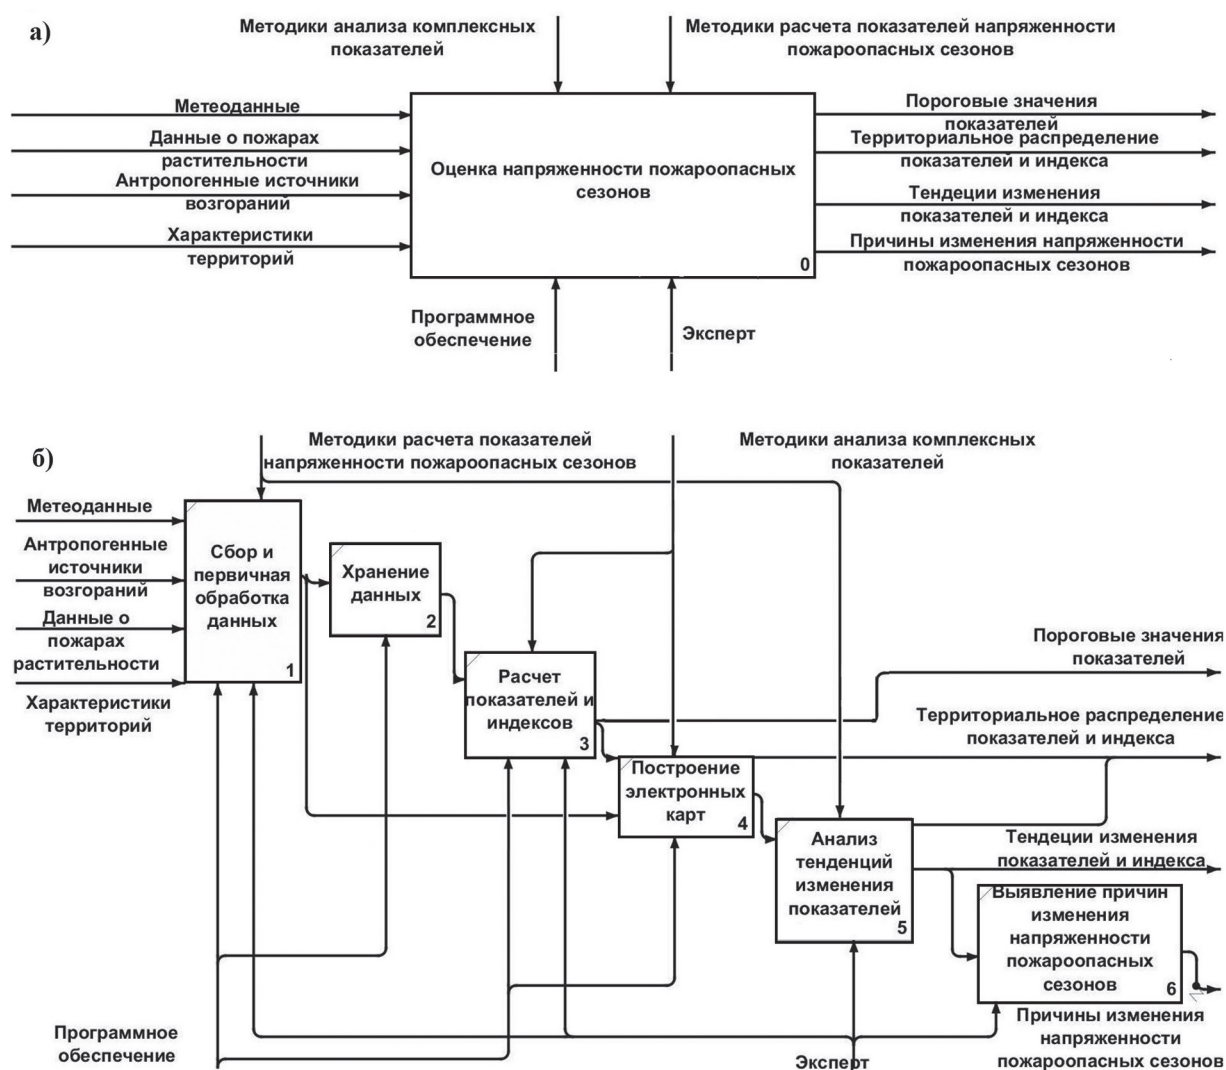 а)
Методики анализа комплексных
показателей
Методики расчета показателей напряженности
пожароопасных сезонов
Метеоданные
Данные о пожарах
растительности
Антропогенные источники
возгораний
Характеристики
территорий
Оценка напряженности пожароопасных
сезонов
0
Пороговые значения
показателей
Территориальное распределение
показателей и индекса
Тендеции изменения
показателей и индекса
Причины изменения напряженности
пожароопасных сезонов
Программное
обеспечение
Эксперт
б)
Методики расчета показателей
напряженности пожароопасных сезонов
Методики анализа комплексных
показателей
Метеоданные
Антропогенные
источники
возгораний
Данные о
пожарах
растительности
Характеристики
территорий
Сбор и
первичная
обработка
данных
1
Хранение
данных
2
Расчет
показателей и
индексов
3
Построение
электронных
карт
4
Анализ
тенденций
изменения
показателей
5
Выявление причин
изменения
напряженности
пожароопасных
сезонов
6
Пороговые значения
показателей
Территориальное распределение
показателей и индекса
Тендеции изменения
показателей и индекса
Причины изменения
напряженности
пожароопасных сезонов
Программное
обеспечение
Эксперт